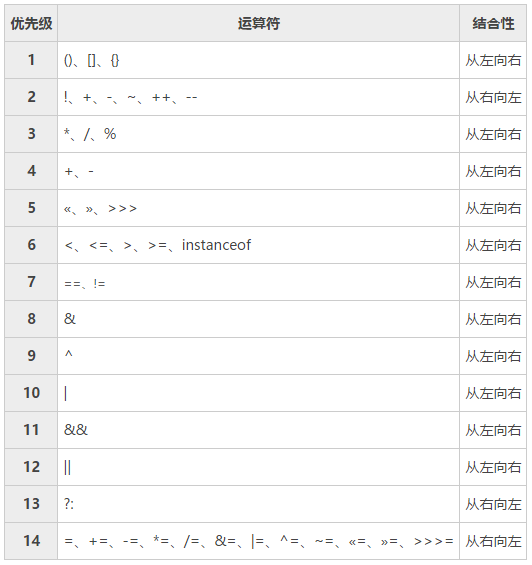 优先级 运算符 结合性
1 ()、[]、{} 从左向右
2 !、+、-、~、++、-- 从右向左
3 *、/、% 从左向右
4 +、- 从左向右
5 «、»、>>> 从左向右
6 <、<=、>、>=、instanceof 从左向右
7 ==、!= 从左向右
8 & 从左向右
9 ^ 从左向右
10 | 从左向右
11 && 从左向右
12 || 从左向右
13 ?: 从右向左
14 =、+=、-=、*=、/=、&=、|=、^=、~=、«=、»=、>>>= 从右向左